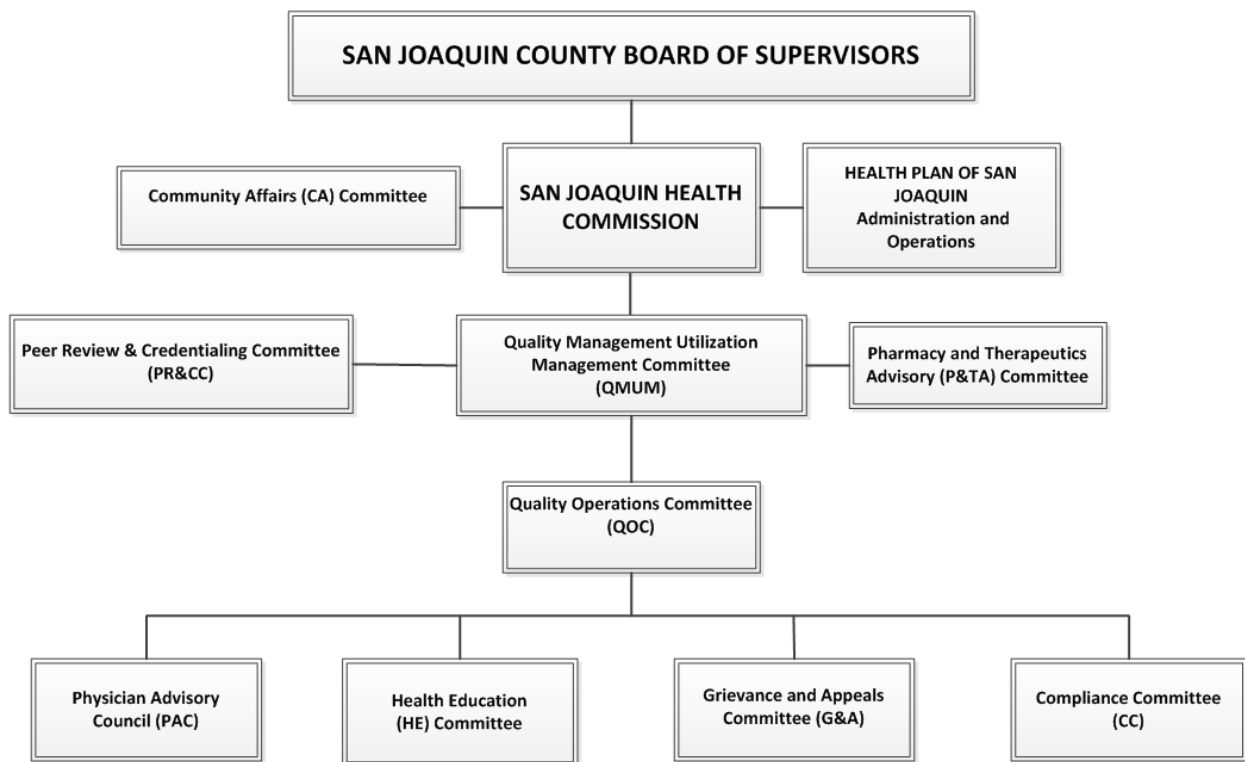 SAN JOAQUIN COUNTY BOARD OF SUPERVISORS
Community Affairs (CA) Committee
SAN JOAQUIN HEALTH
COMMISSION
HEALTH PLAN OF SAN
JOAQUIN
Administration and
Operations
Peer Review & Credentialing Committee
(PR&CC)
Quality Management Utilization
Management Committee
(QMUM)
Pharmacy and Therapeutics
Advisory (P&TA) Committee
Quality Operations Committee
(QOC)
Physician Advisory
Council (PAC)
Health Education
(HE) Committee
Grievance and Appeals
Committee (G&A)
Compliance Committee
(CC)